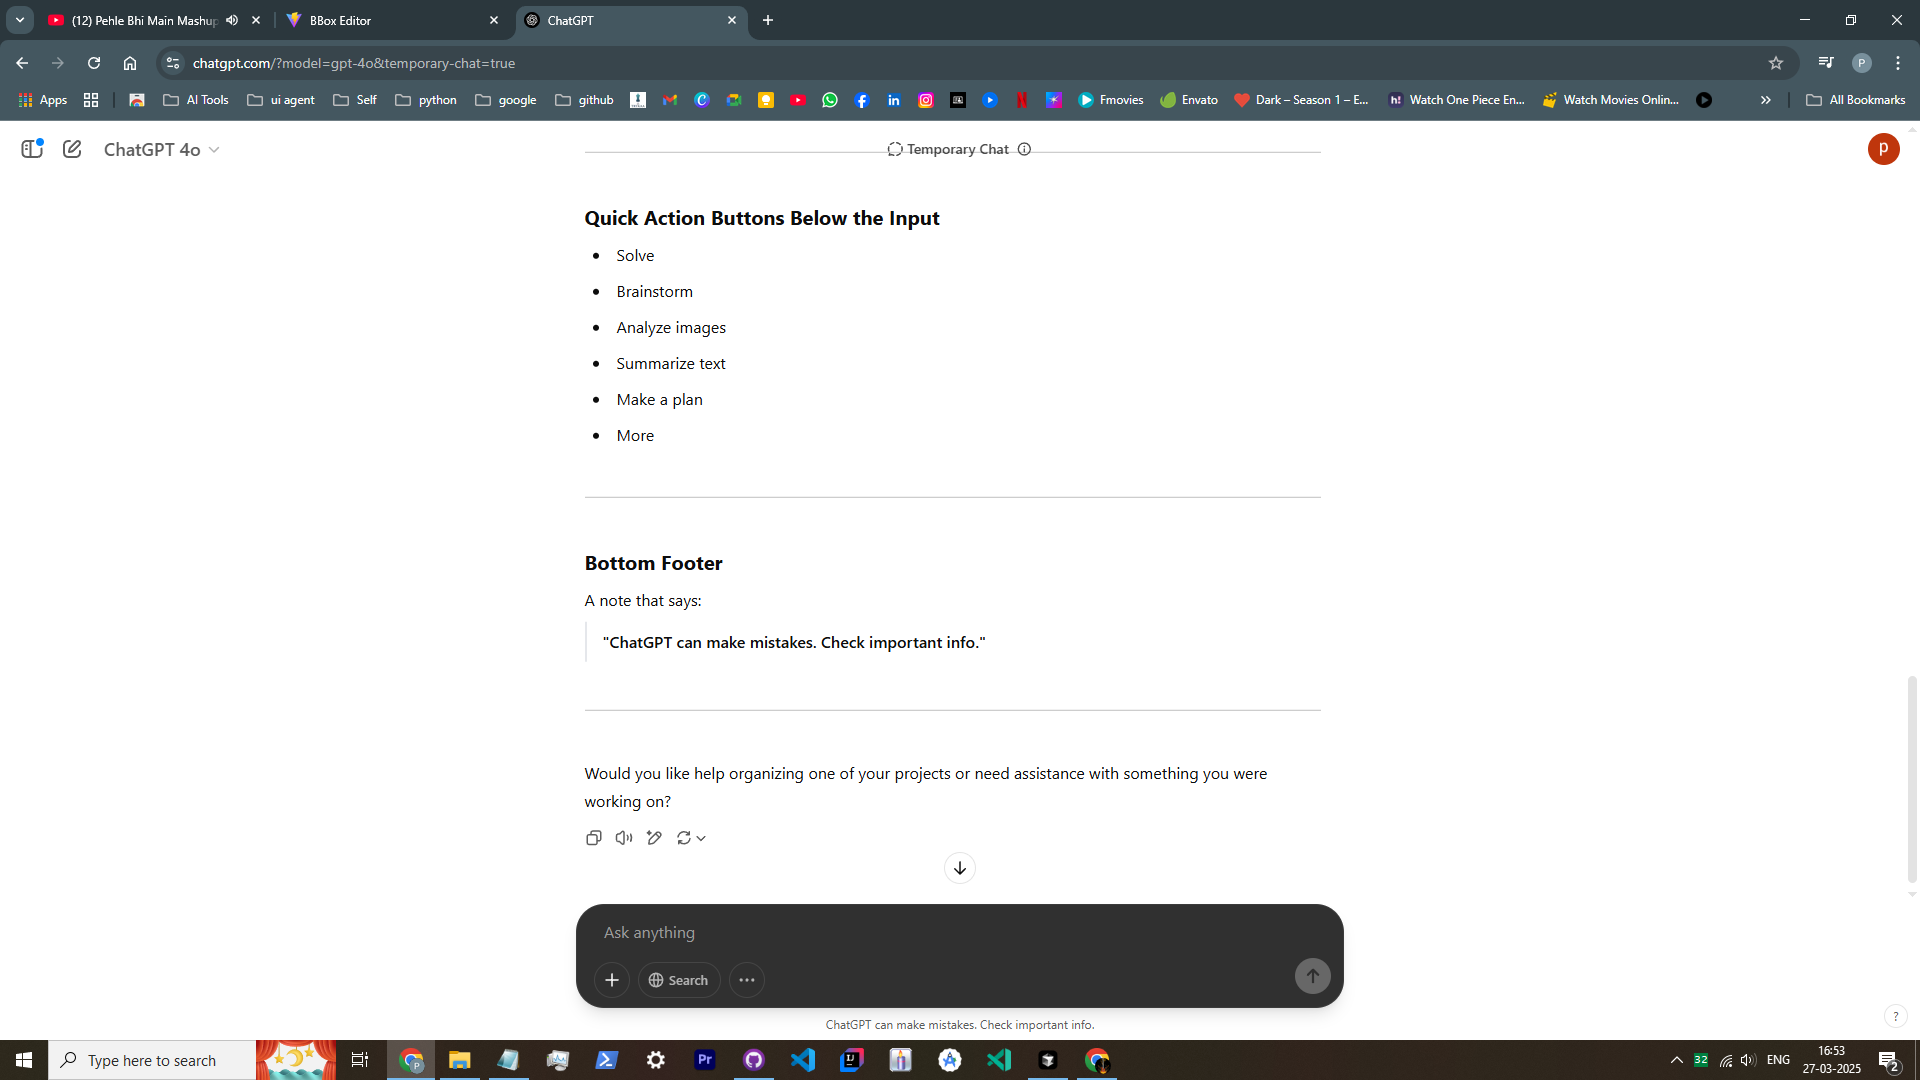 (12) Pehle Bhi Main Mashup
BBox Editor
ChatGPT
chatgpt.com/?model=gpt-4o&temporary-chat=true
P
Apps
AI Tools
ui agent
Self
python
google
github
Fmovies
Envato
Dark – Season 1 – E...
Watch One Piece En...
Watch Movies Onlin...
All Bookmarks
ChatGPT 4o
Temporary Chat
p
Quick Action Buttons Below the Input
Solve
Brainstorm
Analyze images
Summarize text
Make a plan
More
Bottom Footer
A note that says:
"ChatGPT can make mistakes. Check important info."
Would you like help organizing one of your projects or need assistance with something you were
working on?
Ask anything
Search
ChatGPT can make mistakes. Check important info.
?
Type here to search
Pr
32
ENG
16:53
27-03-2025
2